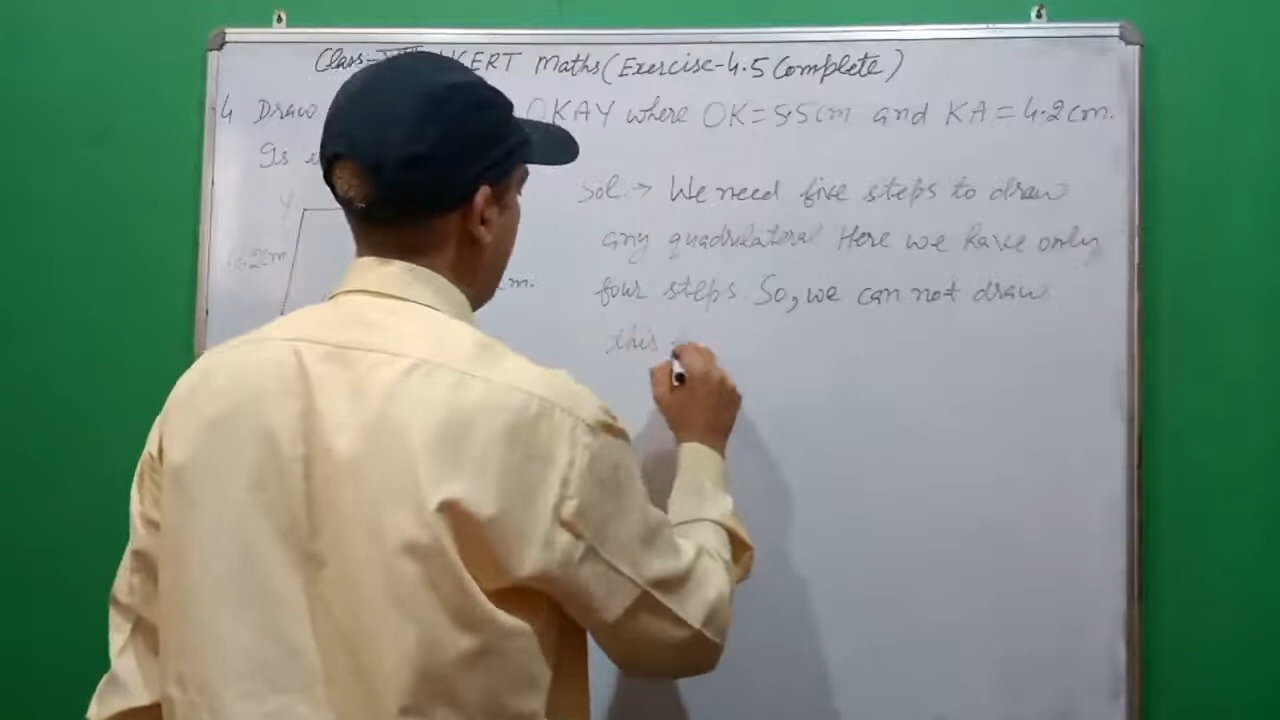 Class-VIII NCERT Maths (Exercise-4.5 Complete)
4 Draw OKAY where OK = 5.5cm and KA = 4.2cm.
Is
Y
4.2cm
cm.
Sol. → We need five steps to draw
any quadrilateral Here we have only
four steps. So, we can not draw
this